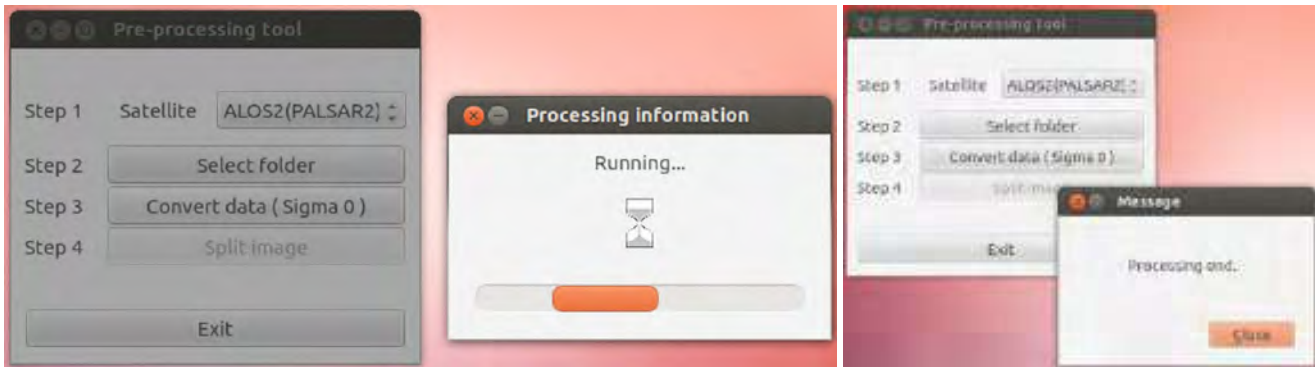 Pre-processing tool
Step 1 Satellite ALOS2(PALSAR2)
Step 2 Select folder
Step 3 Convert data ( Sigma 0 )
Step 4 Split image
Exit
Processing information
Running...
Pre-processing tool
Step 1 Satellite ALOS2(PALSAR2)
Step 2 Select folder
Step 3 Convert data ( Sigma 0 )
Step 4 Split
Exit
Message
Processing end.
Close